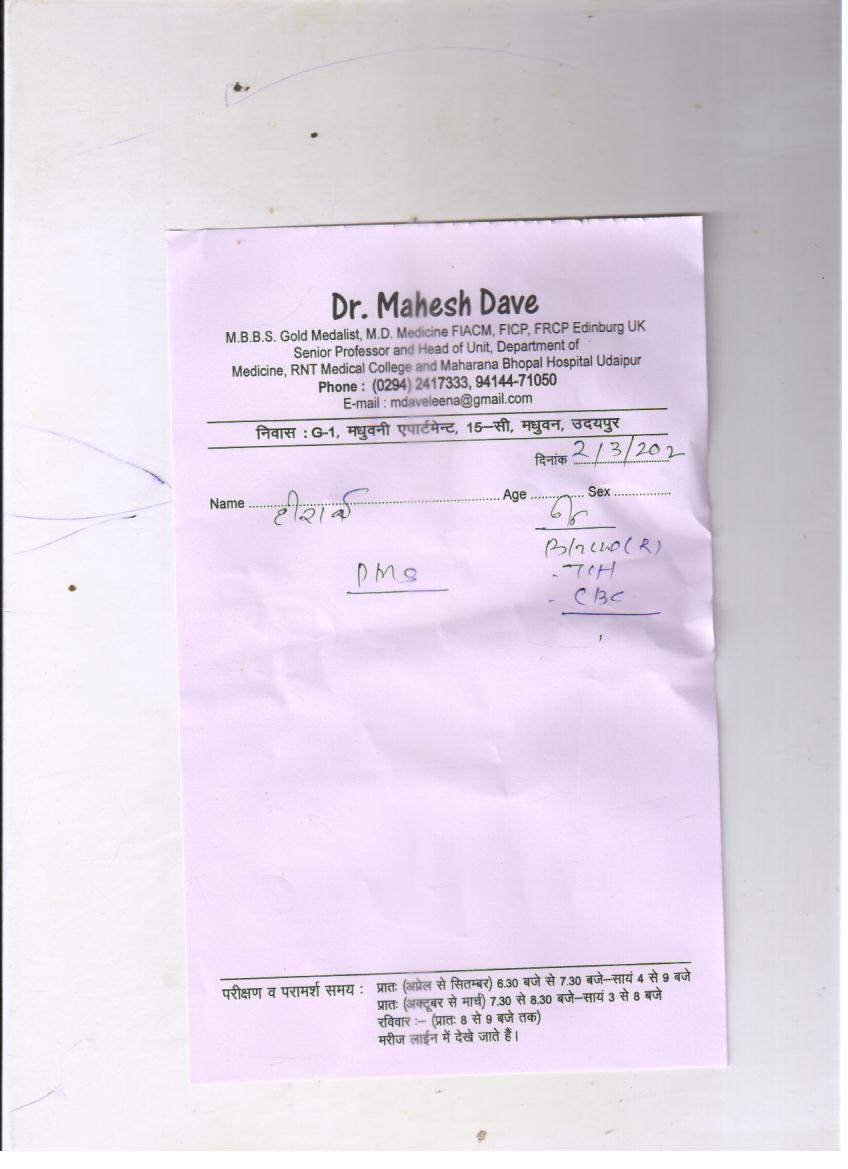 Dr. Mahesh Dave
M.B.B.S. Gold Medalist, M.D. Medicine FIACM, FICP, FRCP Edinburg UK
Senior Professor and Head of Unit, Department of
Medicine, RNT Medical College and Maharana Bhopal Hospital Udaipur
Phone : (0294) 2417333, 94144-71050
E-mail : mdaveleena@gmail.com
निवास : G-1, मधुवनी एपार्टमेन्ट, 15–सी, मधुवन, उदयपुर
दिनांक 2/3/202
Name Age Sex
DMS
- CBC
परीक्षण व परामर्श समय : प्रातः (अप्रेल से सितम्बर) 6.30 बजे से 7.30 बजे–सायं 4 से 9 बजे
प्रातः (अक्टूबर से मार्च) 7.30 से 8.30 बजे–सायं 3 से 8 बजे
रविवार :– (प्रातः 8 से 9 बजे तक)
मरीज लाईन में देखे जाते हैं।